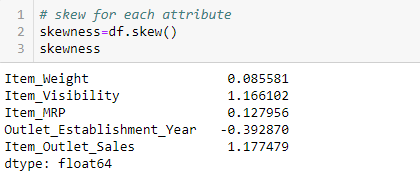 1 # skew for each attribute
2 skewness=df.skew()
3 skewness
Item_Weight 0.085581
Item_Visibility 1.166102
Item_MRP 0.127956
Outlet_Establishment_Year -0.392870
Item_Outlet_Sales 1.177479
dtype: float64